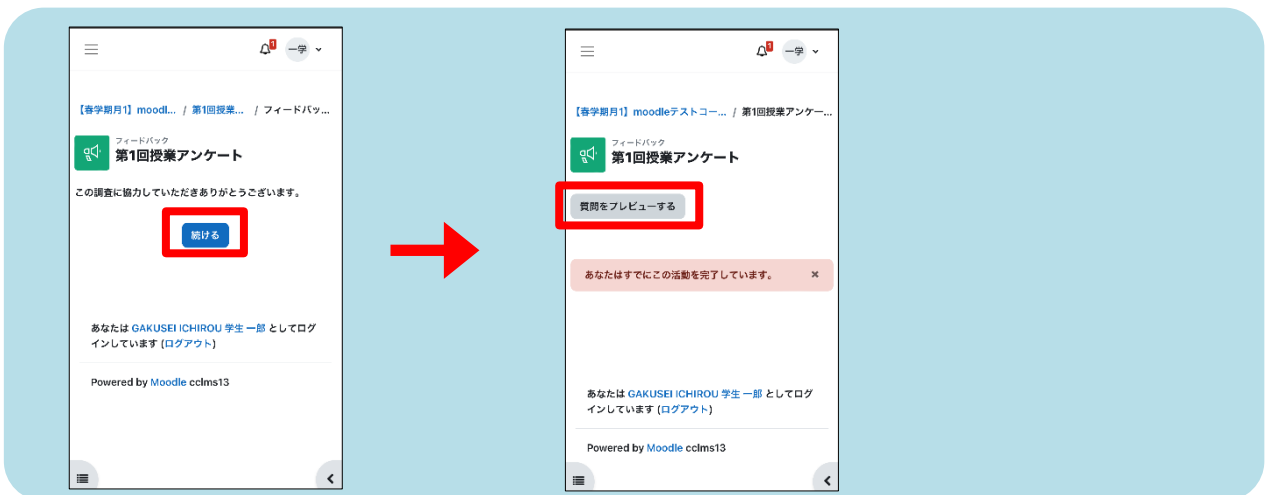 1
一学
【春学期月1】moodl... / 第1回授業... / フィードバッ...
フィードバック
第1回授業アンケート
この調査に協力していただきありがとうございます。
続ける
あなたは GAKUSEI ICHIROU 学生 一郎 としてログ
インしています (ログアウト)
Powered by Moodle cclms13
1
一学
【春学期月1】moodleテストコー... / 第1回授業アンケー...
フィードバック
第1回授業アンケート
質問をプレビューする
あなたはすでにこの活動を完了しています。 ×
あなたは GAKUSEI ICHIROU 学生 一郎 としてログ
インしています (ログアウト)
Powered by Moodle cclms13